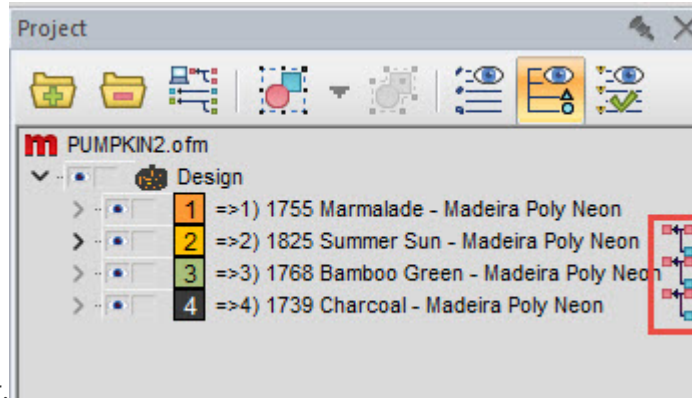 Project
m PUMPKIN2.ofm
Design
1 =>1) 1755 Marmalade - Madeira Poly Neon
2 =>2) 1825 Summer Sun - Madeira Poly Neon
3 =>3) 1768 Bamboo Green - Madeira Poly Neon
4 =>4) 1739 Charcoal - Madeira Poly Neon